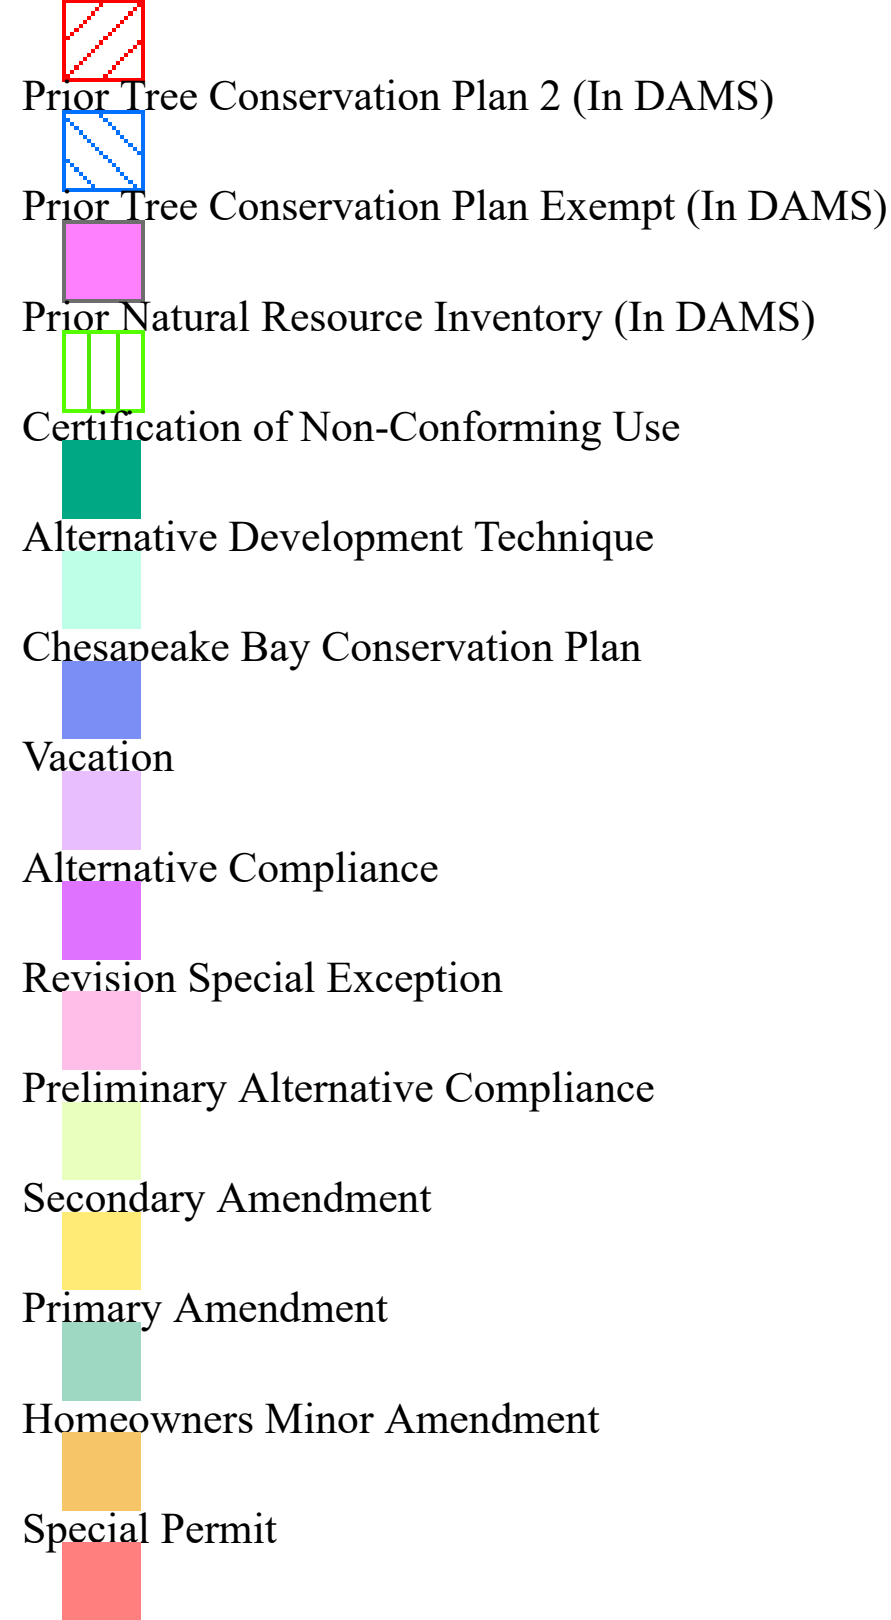 Prior Tree Conservation Plan 2 (In DAMS)
Prior Tree Conservation Plan Exempt (In DAMS)
Prior Natural Resource Inventory (In DAMS)
Certification of Non-Conforming Use
Alternative Development Technique
Chesapeake Bay Conservation Plan
Vacation
Alternative Compliance
Revision Special Exception
Preliminary Alternative Compliance
Secondary Amendment
Primary Amendment
Homeowners Minor Amendment
Special Permit